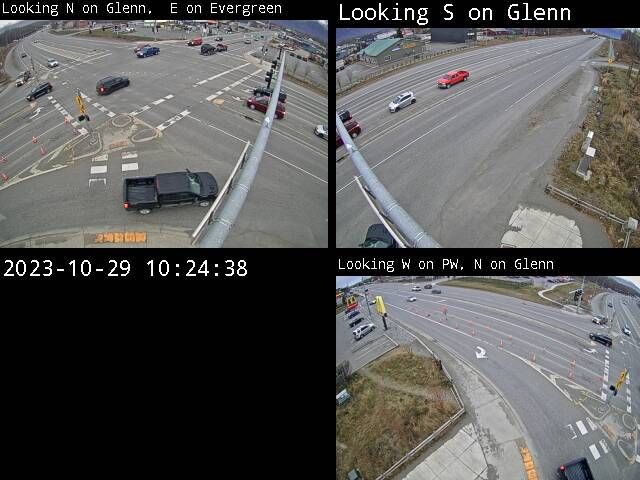 Looking N on Glenn,  E on Evergreen
Looking S on Glenn
2023-10-29 10:24:38
Looking W on PW, N on Glenn